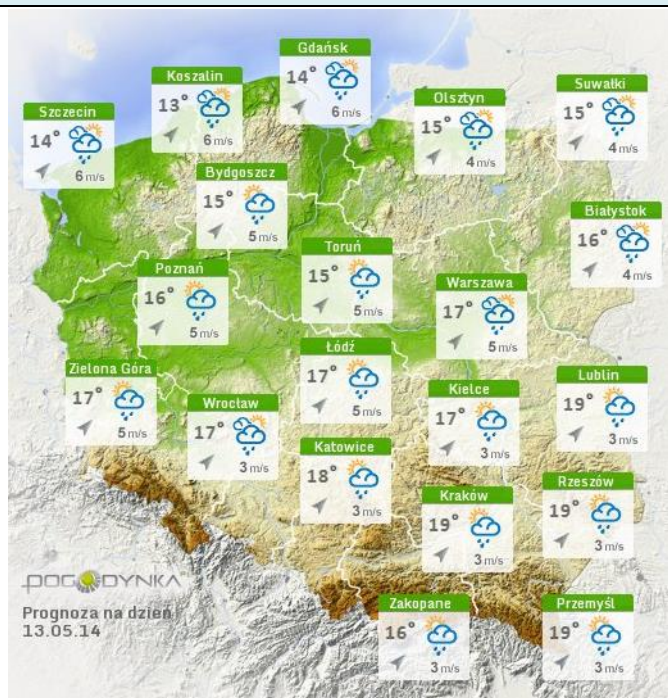 Gdańsk
14°
6 m/s
Koszalin
13°
6 m/s
Szczecin
14°
6 m/s
Olsztyn
15°
4 m/s
Suwałki
15°
4 m/s
Bydgoszcz
15°
5 m/s
Białystok
16°
4 m/s
Toruń
15°
5 m/s
Poznań
16°
5 m/s
Warszawa
17°
5 m/s
Łódź
17°
5 m/s
Zielona Góra
17°
5 m/s
Wrocław
17°
3 m/s
Kielce
17°
3 m/s
Lublin
19°
3 m/s
Katowice
18°
3 m/s
Kraków
19°
3 m/s
Rzeszów
19°
3 m/s
POGODYNKA
Prognoza na dzień
13.05.14
Zakopane
16°
3 m/s
Przemyśl
19°
3 m/s